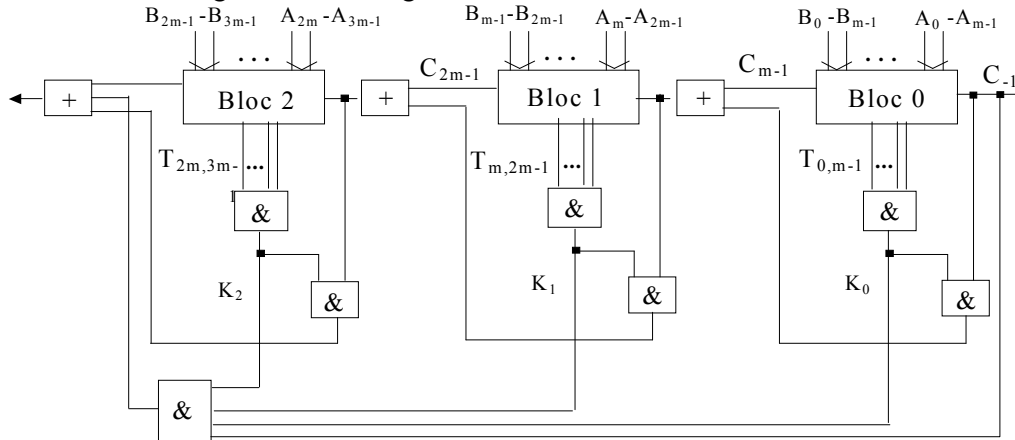 B2m-1-B3m-1 A2m-A3m-1 Bm-1-B2m-1 Am-A2m-1 B0-Bm-1 A0-Am-1
... ... ...
C2m-1 Cm-1 C-1
+ Bloc 2 + Bloc 1 + Bloc 0
T2m,3m- ... Tm,2m-1 ... T0,m-1 ...
& & &
K2 K1 K0
& & &
&